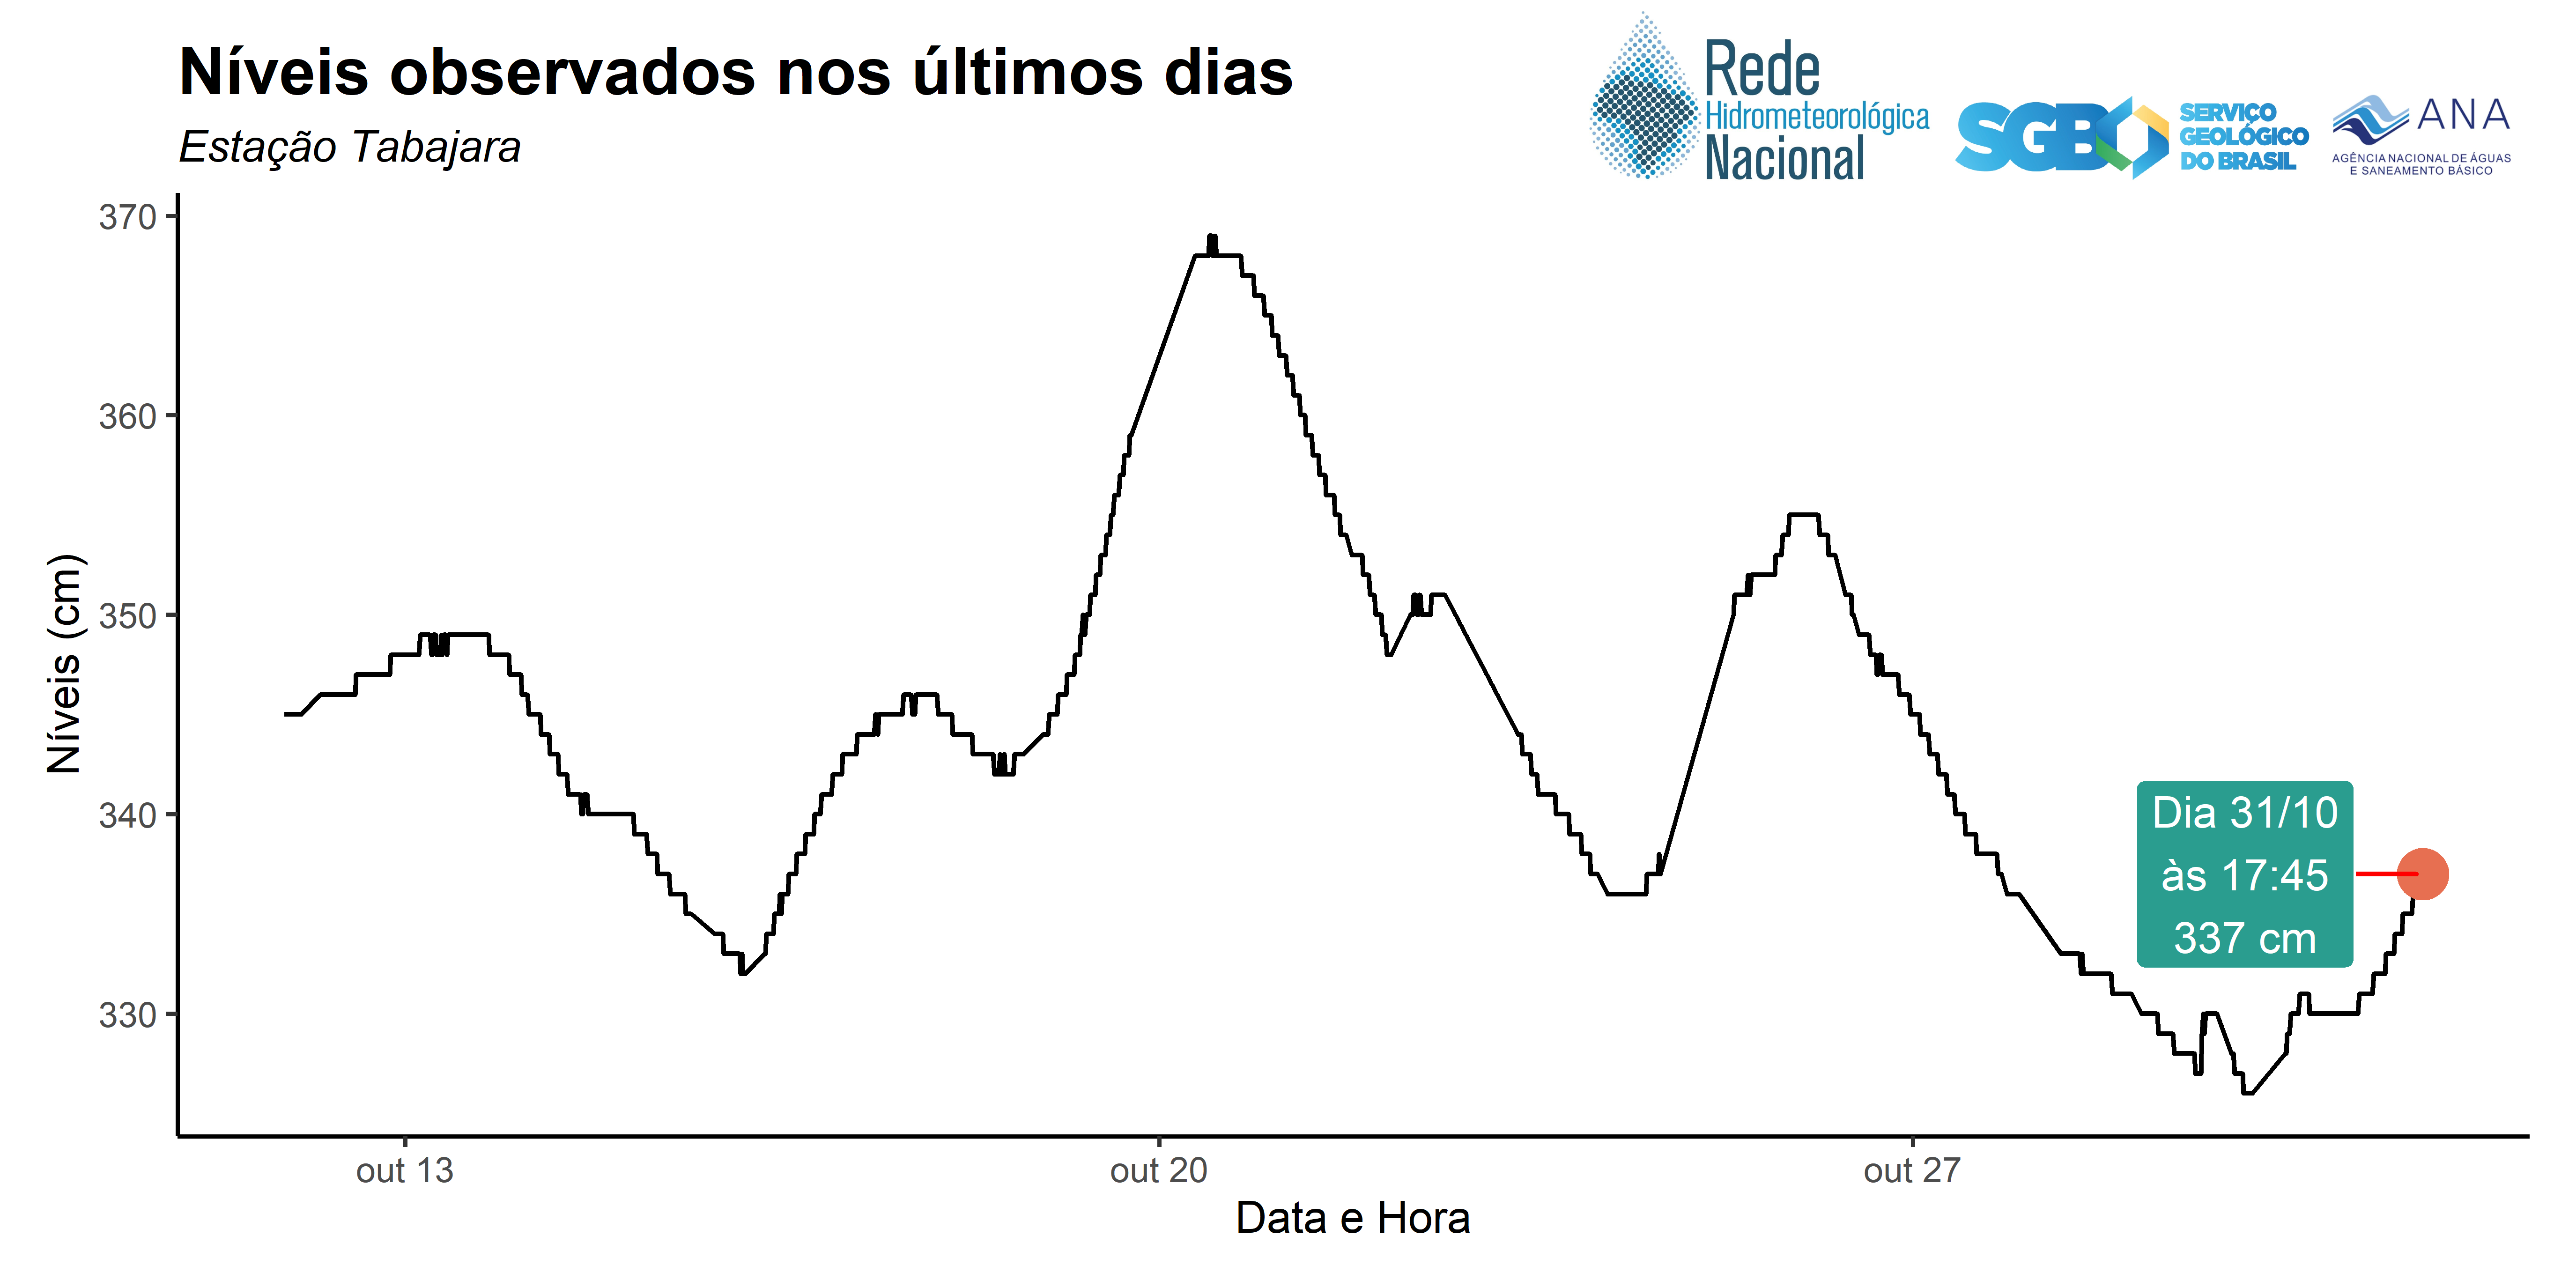 Níveis observados nos últimos dias
Estação Tabajara
Rede
Hidrometeorológica
Nacional
SGB
SERVIÇO
GEOLÓGICO
DO BRASIL
ANA
AGÊNCIA NACIONAL DE ÁGUAS
E SANEAMENTO BÁSICO
Níveis (cm)
370
360
350
340
330
Dia 31/10
às 17:45
337 cm
out 13
out 20
out 27
Data e Hora